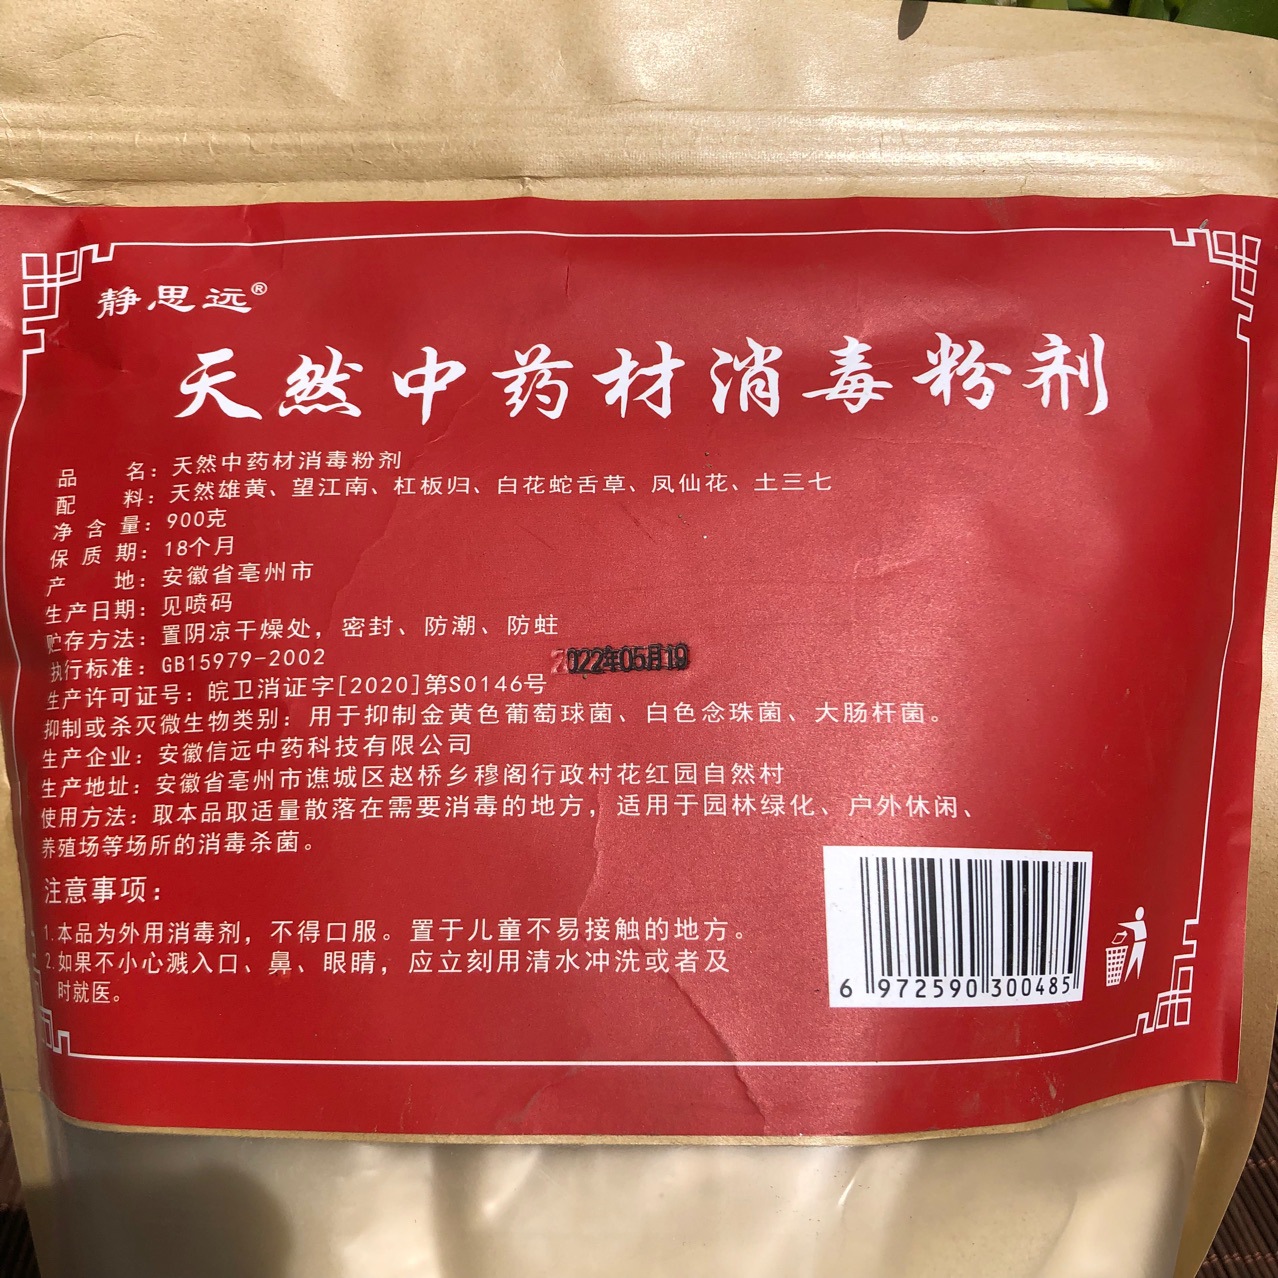 静思远®
天然中药材消毒粉剂
品 名：天然中药材消毒粉剂
配 料：天然雄黄、望江南、杠板归、白花蛇舌草、凤仙花、土三七
净含量：900克
保质期：18个月
产 地：安徽省亳州市
生产日期：见喷码
贮存方法：置阴凉干燥处，密封、防潮、防蛀
执行标准：GB15979-2002
2022年05月19
生产许可证号：皖卫消证字[2020]第S0146号
抑制或杀灭微生物类别：用于抑制金黄色葡萄球菌、白色念珠菌、大肠杆菌。
生产企业：安徽信远中药科技有限公司
生产地址：安徽省亳州市谯城区赵桥乡穆阁行政村花红园自然村
使用方法：取本品取适量散落在需要消毒的地方，适用于园林绿化、户外休闲、
养殖场等场所的消毒杀菌。
注意事项：
1.本品为外用消毒剂，不得口服。置于儿童不易接触的地方。
2.如果不小心溅入口、鼻、眼睛，应立刻用清水冲洗或者及
时就医。
6 972590 300485